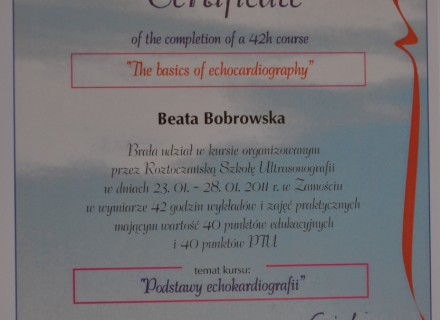 Certificate
of the completion of a 42h course
"The basics of echocardiography"
Beata Bobrowska
Brała udział w kursie organizowanym
przez Roztoczańską Szkołę Ultrasonografii
w dniach 23. 01. - 28. 01. 2011 r. w Zamościu
w wymiarze 42 godzin wykładów i zajęć praktycznych
mającym wartość 40 punktów edukacyjnych
i 40 punktów PTU
temat kursu:
"Podstawy echokardiografii"